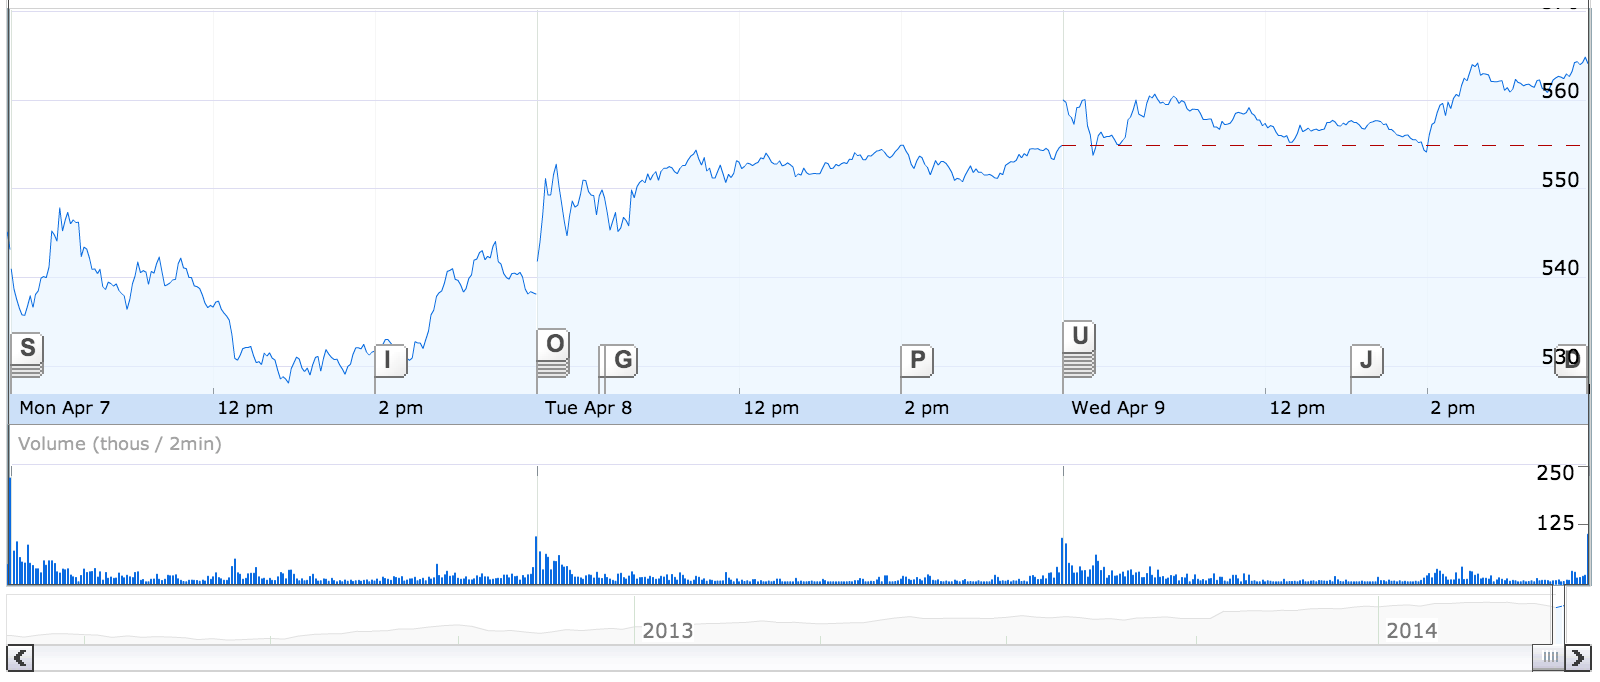 560
550
540
530
S
I
O
G
P
U
J
D
Mon Apr 7
12 pm
2 pm
Tue Apr 8
12 pm
2 pm
Wed Apr 9
12 pm
2 pm
Volume (thous / 2min)
250
125
2013
2014